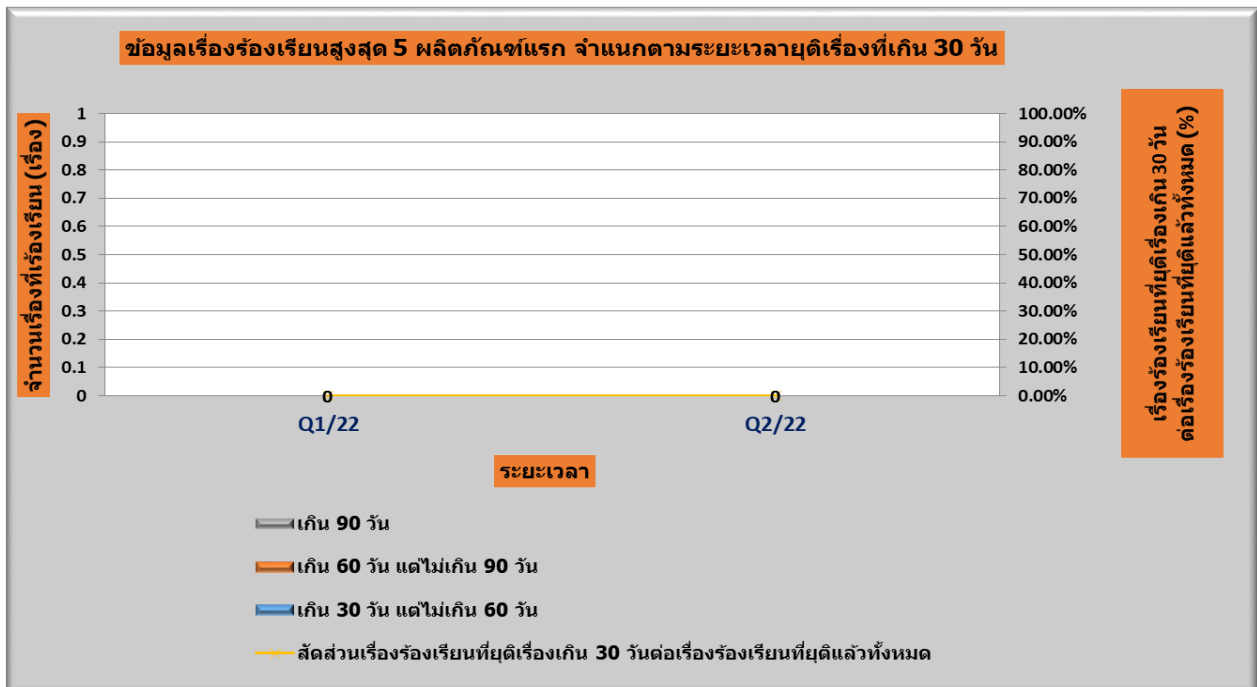 ข้อมูลเรื่องร้องเรียนสูงสุด 5 ผลิตภัณฑ์แรก จำแนกตามระยะเวลายุติเรื่องที่เกิน 30 วัน
จำนวนเรื่องที่ร้องเรียน (เรื่อง)
1
0.9
0.8
0.7
0.6
0.5
0.4
0.3
0.2
0.1
0
0
0
100.00%
90.00%
80.00%
70.00%
60.00%
50.00%
40.00%
30.00%
20.00%
10.00%
0.00%
เรื่องร้องเรียนที่ยุติเรื่องเกิน 30 วัน
ต่อเรื่องร้องเรียนที่ยุติแล้วทั้งหมด (%)
Q1/22
Q2/22
ระยะเวลา
เกิน 90 วัน
เกิน 60 วัน แต่ไม่เกิน 90 วัน
เกิน 30 วัน แต่ไม่เกิน 60 วัน
สัดส่วนเรื่องร้องเรียนที่ยุติเรื่องเกิน 30 วันต่อเรื่องร้องเรียนที่ยุติแล้วทั้งหมด